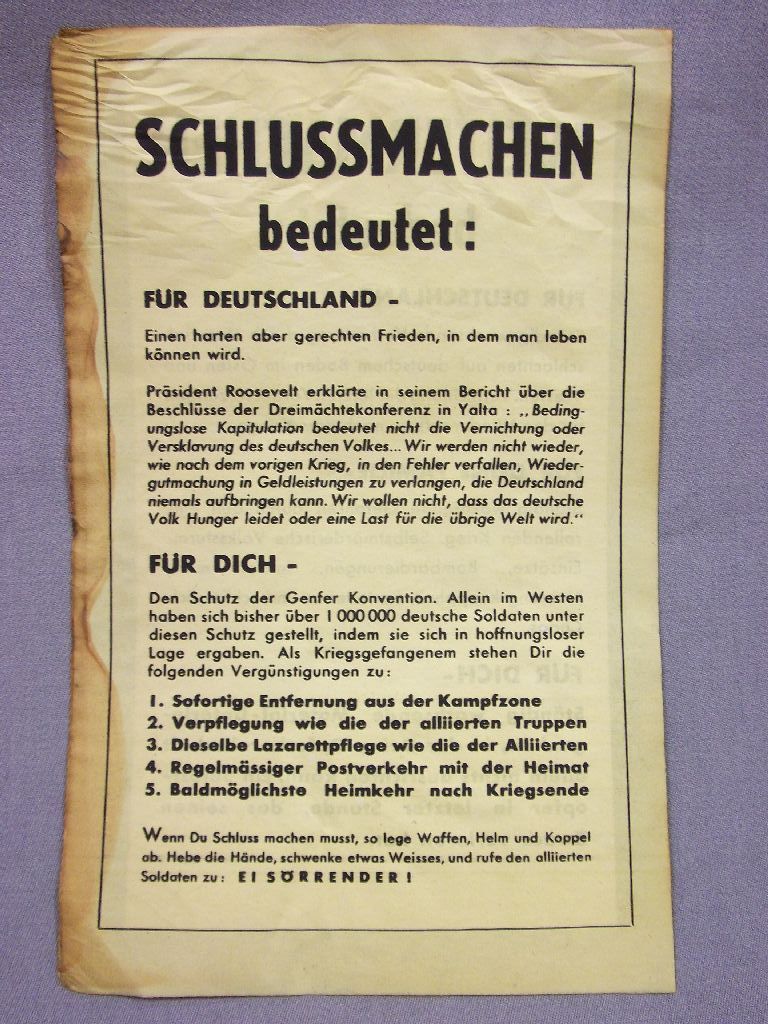 SCHLUSSMACHEN
bedeutet:
FÜR DEUTSCHLAND -
Einen harten aber gerechten Frieden, in dem man leben
können wird.
Präsident Roosevelt erklärte in seinem Bericht über die
Beschlüsse der Dreimächtekonferenz in Yalta : „Beding-
ungslose Kapitulation bedeutet nicht die Vernichtung oder
Versklavung des deutschen Volkes... Wir werden nicht wieder,
wie nach dem vorigen Krieg, in den Fehler verfallen, Wieder-
gutmachung in Geldleistungen zu verlangen, die Deutschland
niemals aufbringen kann. Wir wollen nicht, dass das deutsche
Volk Hunger leidet oder eine Last für die übrige Welt wird."
FÜR DICH -
Den Schutz der Genfer Konvention. Allein im Westen
haben sich bisher über 1 000 000 deutsche Soldaten unter
diesen Schutz gestellt, indem sie sich in hoffnungsloser
Lage ergaben. Als Kriegsgefangenem stehen Dir die
folgenden Vergünstigungen zu:
1. Sofortige Entfernung aus der Kampfzone
2. Verpflegung wie die der alliierten Truppen
3. Dieselbe Lazarettpflege wie die der Alliierten
4. Regelmässiger Postverkehr mit der Heimat
5. Baldmöglichste Heimkehr nach Kriegsende
Wenn Du Schluss machen musst, so lege Waffen, Helm und Koppel
ab. Hebe die Hände, schwenke etwas Weisses, und rufe den alliierten
Soldaten zu: EI SÖRRENDER!